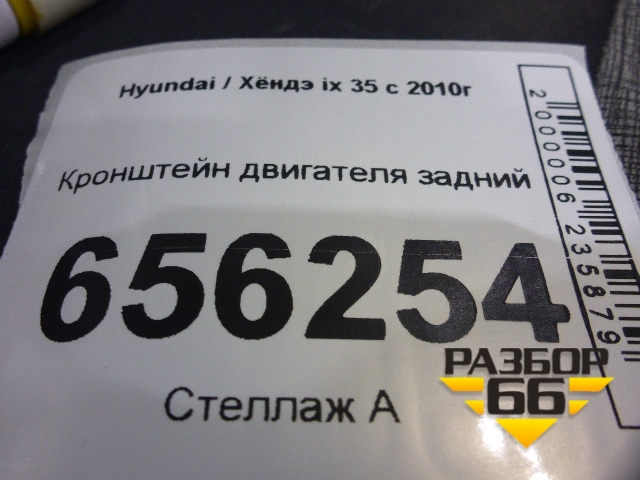 Hyundai / Хёндэ ix 35 с 2010г
Кронштейн двигателя задний
656254
Стеллаж А
2000006235879
РАЗБОР
66